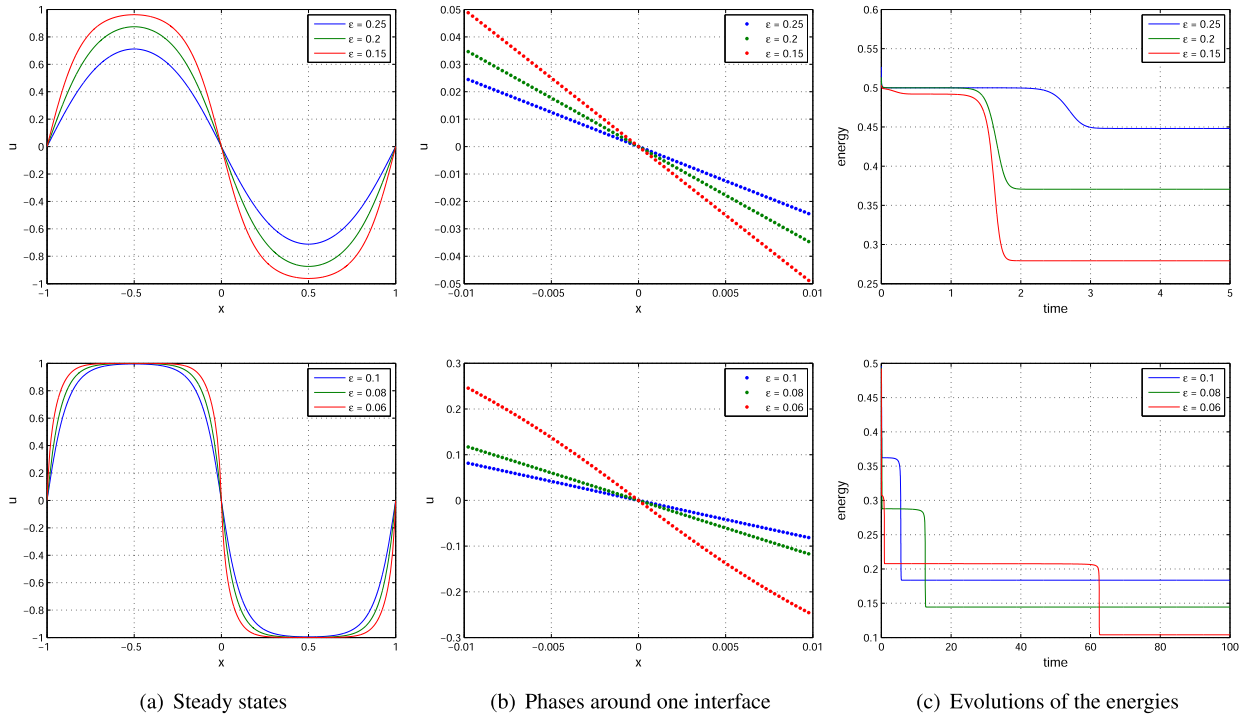 1
0.8
0.6
0.4
0.2
0
−0.2
−0.4
−0.6
−0.8
−1
u
−1
−0.5
0
0.5
1
x
ε = 0.25
ε = 0.2
ε = 0.15
0.05
0.04
0.03
0.02
0.01
0
−0.01
−0.02
−0.03
−0.04
−0.05
u
−0.01
−0.005
0
0.005
0.01
x
ε = 0.25
ε = 0.2
ε = 0.15
0.6
0.55
0.5
0.45
0.4
0.35
0.3
0.25
energy
0
1
2
3
4
5
time
ε = 0.25
ε = 0.2
ε = 0.15
1
0.8
0.6
0.4
0.2
0
−0.2
−0.4
−0.6
−0.8
−1
u
−1
−0.5
0
0.5
1
x
ε = 0.1
ε = 0.08
ε = 0.06
0.3
0.2
0.1
0
−0.1
−0.2
−0.3
u
−0.01
−0.005
0
0.005
0.01
x
ε = 0.1
ε = 0.08
ε = 0.06
0.5
0.45
0.4
0.35
0.3
0.25
0.2
0.15
0.1
energy
0
20
40
60
80
100
time
ε = 0.1
ε = 0.08
ε = 0.06
(a) Steady states
(b) Phases around one interface
(c) Evolutions of the energies